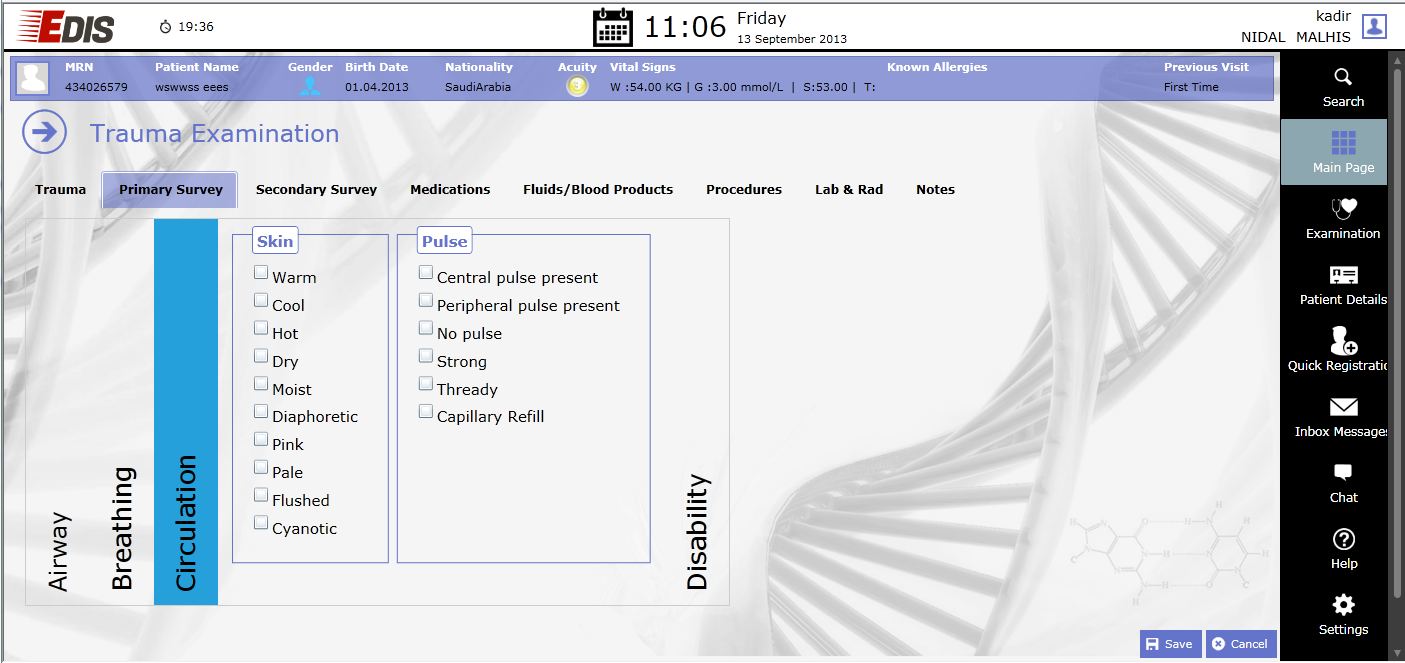 EDIS
19:36
11:06
Friday
13 September 2013
kadir
NIDAL MALHIS
MRN Patient Name Gender Birth Date Nationality Acuity Vital Signs Known Allergies Previous Visit
434026579 wswwss eees 01.04.2013 SaudiArabia 3 W :54.00 KG | G :3.00 mmol/L | S:53.00 | T: First Time
Trauma Examination
Trauma Primary Survey Secondary Survey Medications Fluids/Blood Products Procedures Lab & Rad Notes
Airway
Breathing
Circulation
Skin
Warm
Cool
Hot
Dry
Moist
Diaphoretic
Pink
Pale
Flushed
Cyanotic
Pulse
Central pulse present
Peripheral pulse present
No pulse
Strong
Thready
Capillary Refill
Disability
Save
Cancel
Search
Main Page
Examination
Patient Details
Quick Registratic
Inbox Messages
Chat
Help
Settings